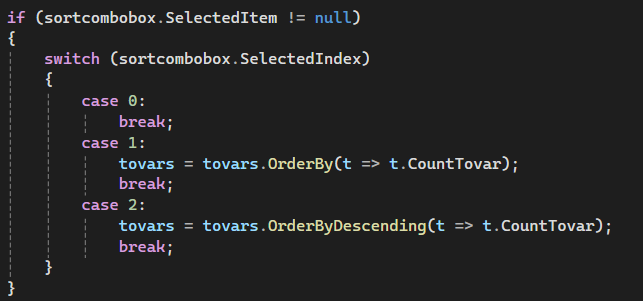 if (sortcombobox.SelectedItem != null)
{
    switch (sortcombobox.SelectedIndex)
    {
        case 0:
            break;
        case 1:
            tovars = tovars.OrderBy(t => t.CountTovar);
            break;
        case 2:
            tovars = tovars.OrderByDescending(t => t.CountTovar);
            break;
    }
}